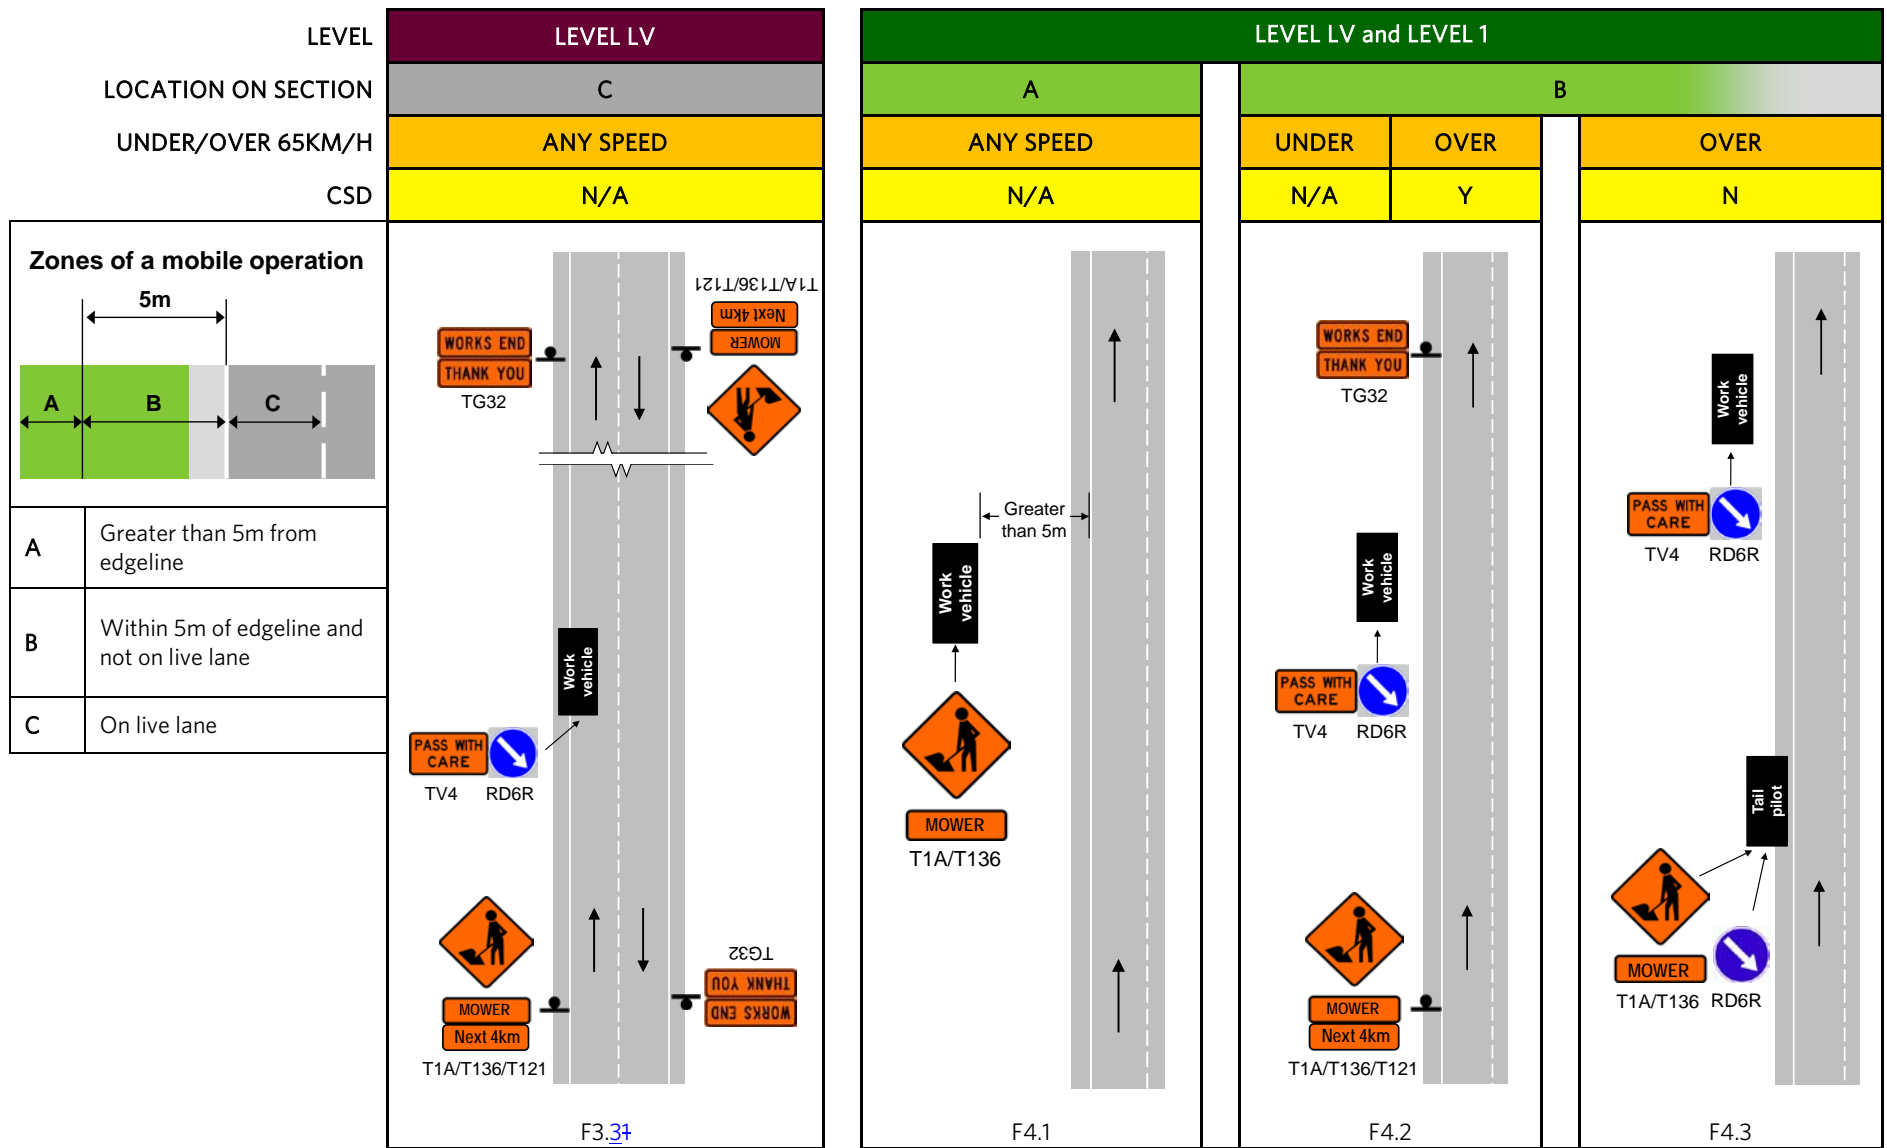 LEVEL
LEVEL LV
LEVEL LV and LEVEL 1
LOCATION ON SECTION
C
A
B
UNDER/OVER 65KM/H
ANY SPEED
ANY SPEED
UNDER
OVER
OVER
CSD
N/A
N/A
N/A
Y
N
Zones of a mobile operation
5m
A
B
C
A
Greater than 5m from
edgeline
B
Within 5m of edgeline and
not on live lane
C
On live lane
T1A/T136/T121
Next 4km
MOWER
WORKS END
THANK YOU
TG32
Work
vehicle
PASS WITH
CARE
TV4
RD6R
MOWER
Next 4km
T1A/T136/T121
TG32
THANK YOU
WORKS END
F3.31
Greater
than 5m
Work
vehicle
MOWER
T1A/T136
F4.1
WORKS END
THANK YOU
TG32
Work
vehicle
PASS WITH
CARE
TV4
RD6R
MOWER
Next 4km
T1A/T136/T121
F4.2
Work
vehicle
PASS WITH
CARE
TV4
RD6R
Tail
pilot
MOWER
T1A/T136
RD6R
F4.3